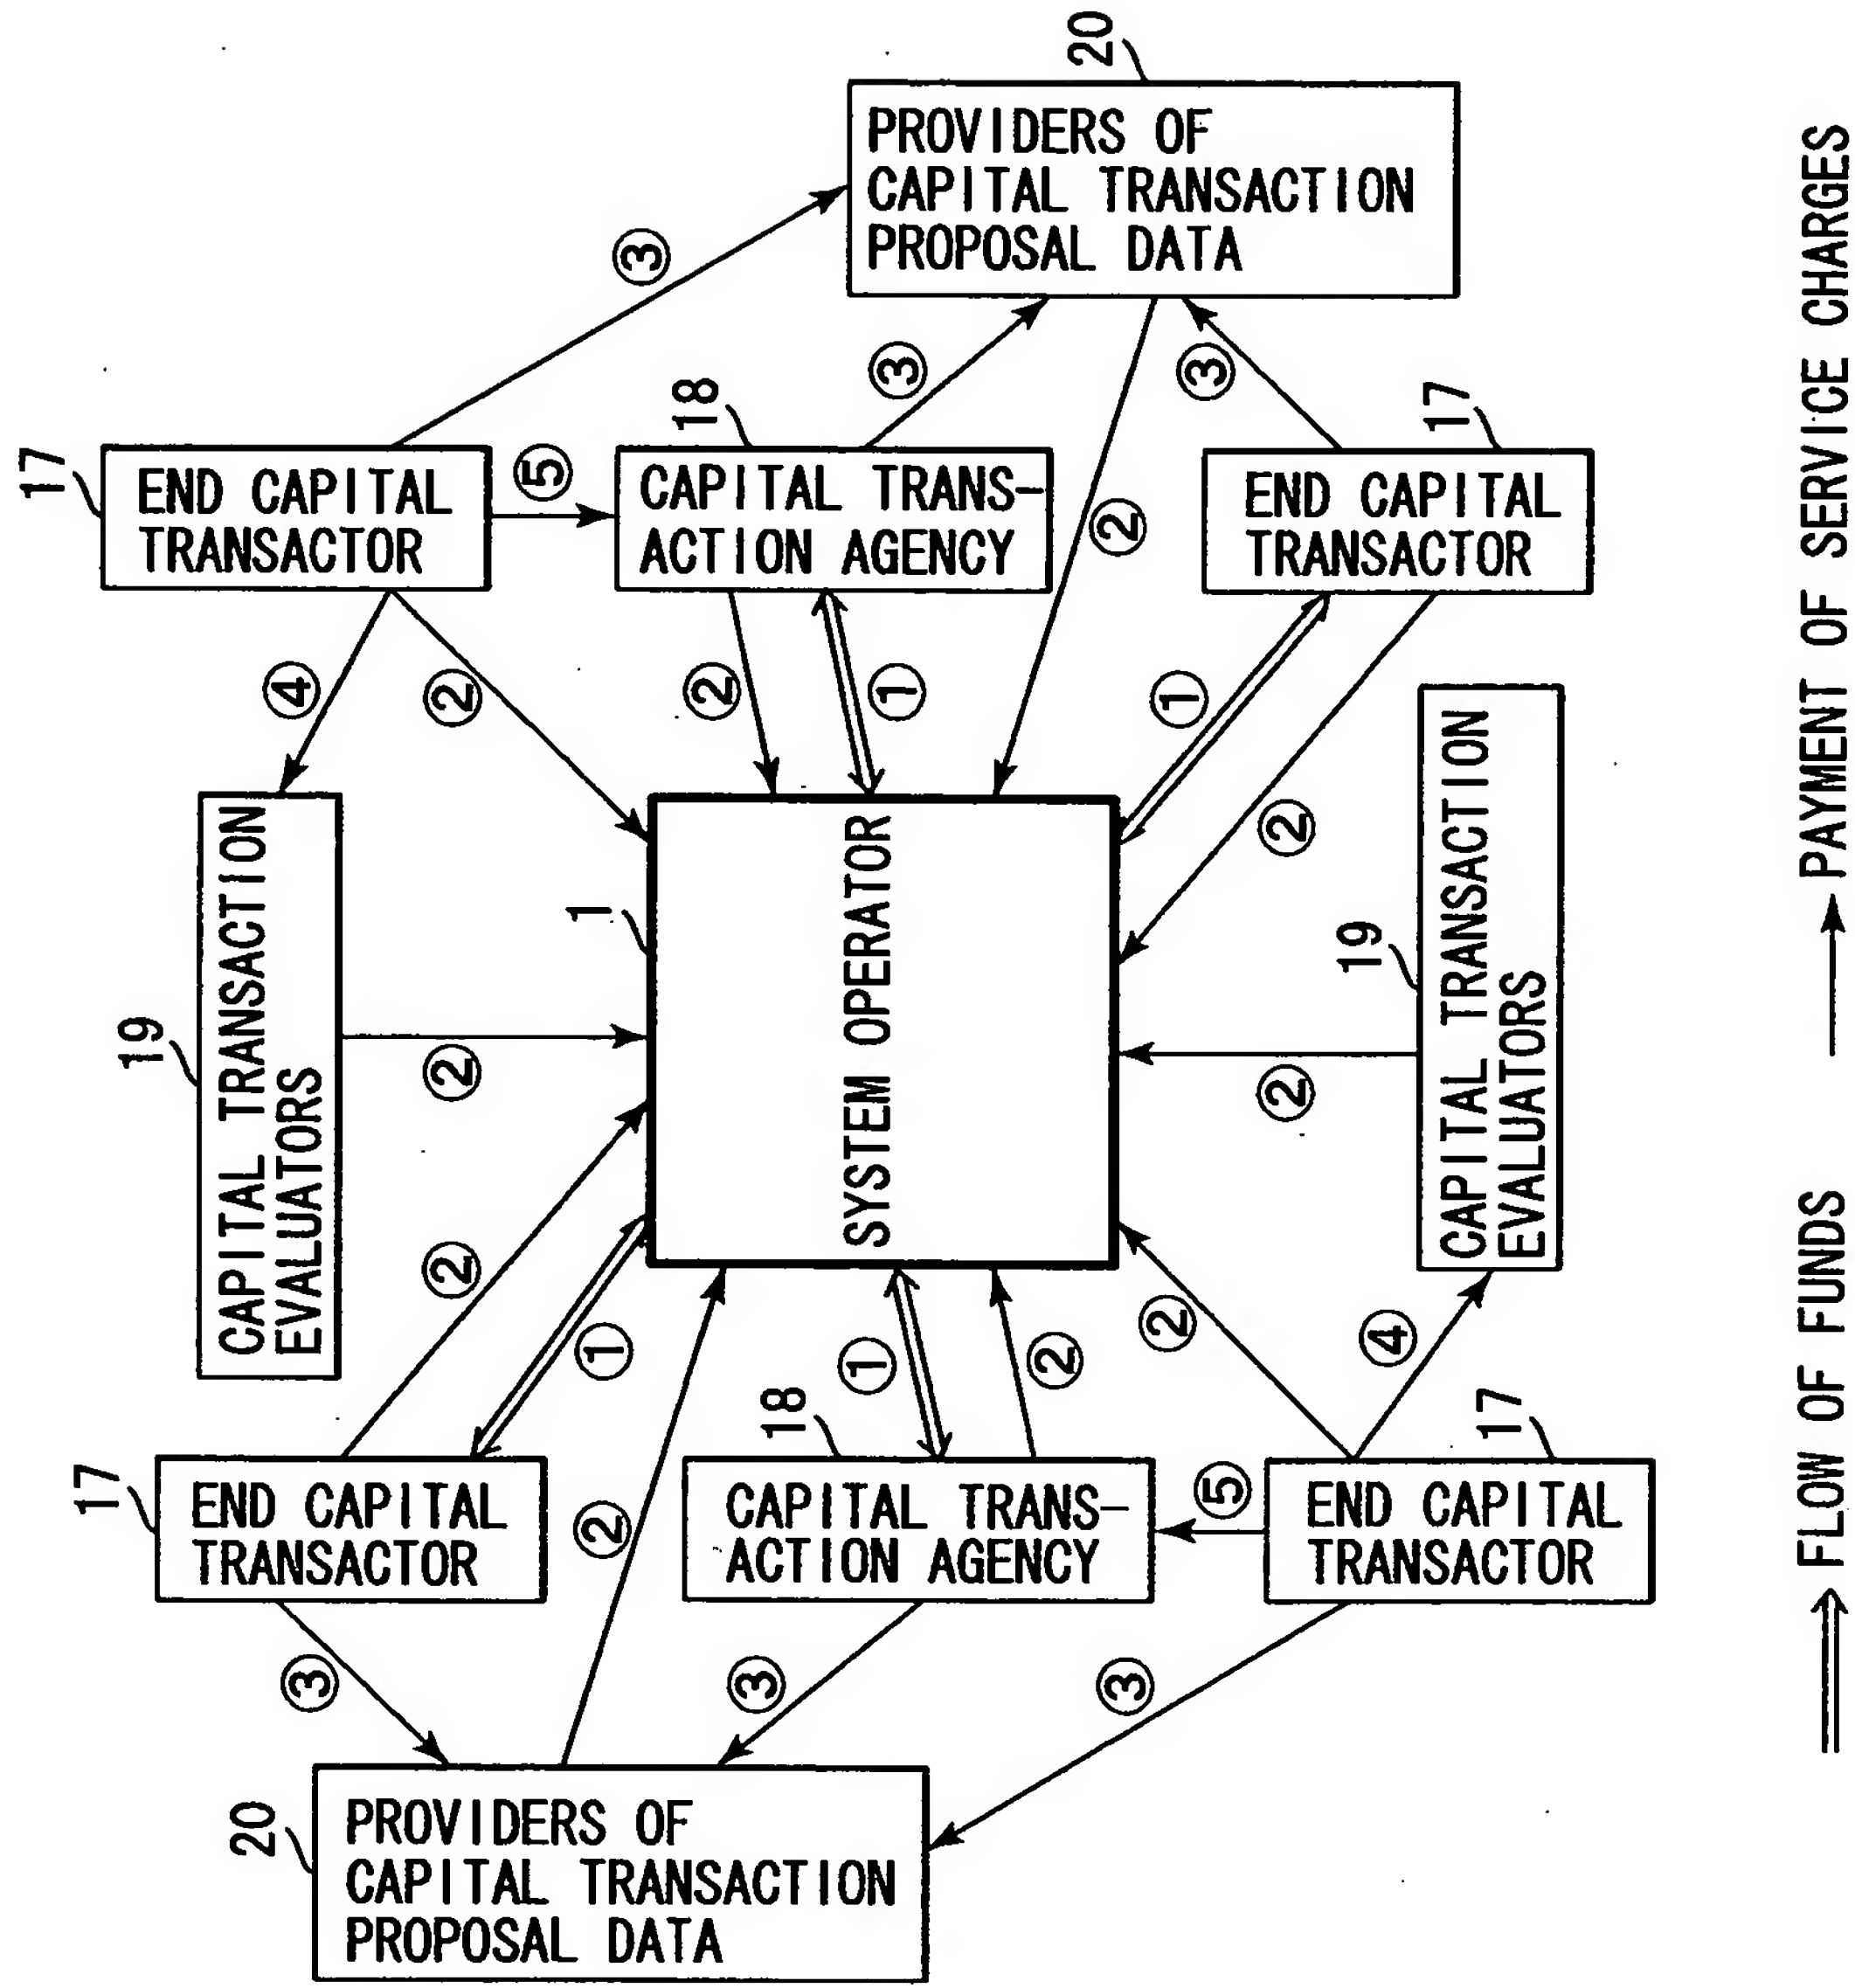 20
PROVIDERS OF
CAPITAL TRANSACTION
PROPOSAL DATA
③
③
③
17
END CAPITAL
TRANSACTOR
⑤
18
CAPITAL TRANS-
ACTION AGENCY
②
17
END CAPITAL
TRANSACTOR
④
②
②
①
①
②
19
CAPITAL TRANSACTION
EVALUATORS
②
1
SYSTEM OPERATOR
19
CAPITAL TRANSACTION
EVALUATORS
②
②
①
①
②
②
④
17
END CAPITAL
TRANSACTOR
②
18
CAPITAL TRANS-
ACTION AGENCY
⑤
17
END CAPITAL
TRANSACTOR
③
③
③
20
PROVIDERS OF
CAPITAL TRANSACTION
PROPOSAL DATA
FLOW OF FUNDS
PAYMENT OF SERVICE CHARGES